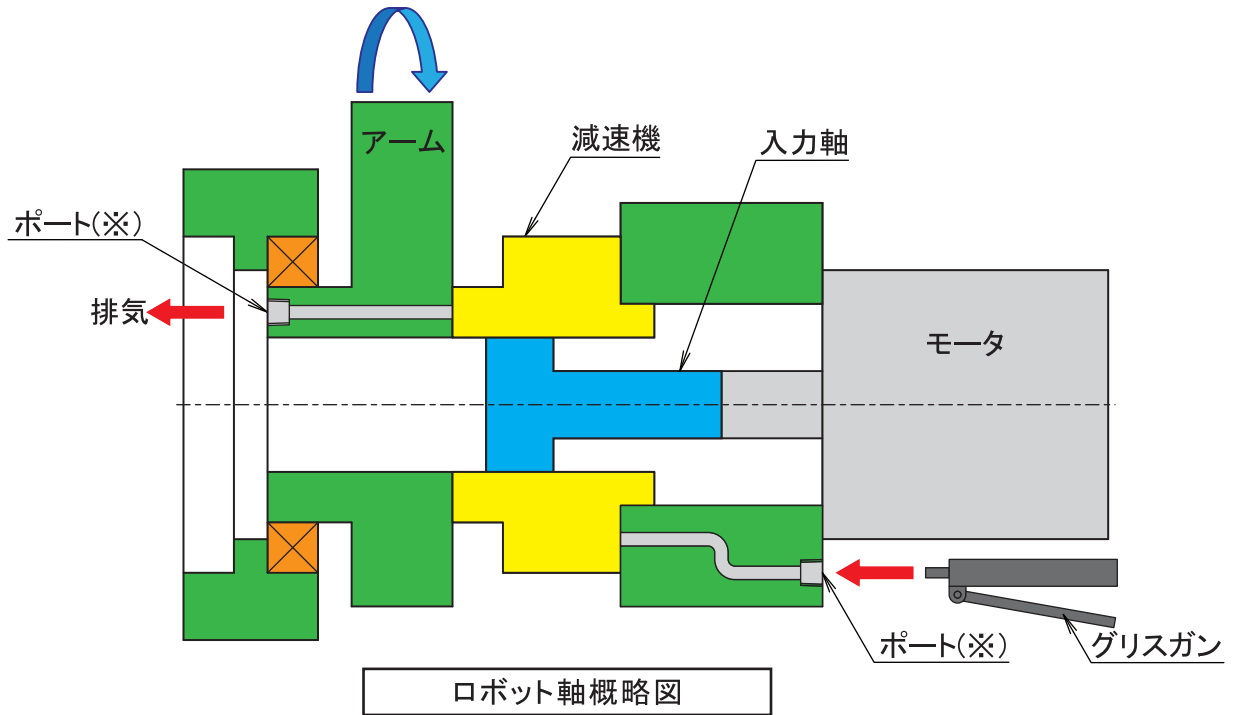 アーム
減速機
入力軸
ポート(※)
排気
モータ
ポート(※)
グリスガン
ロボット軸概略図